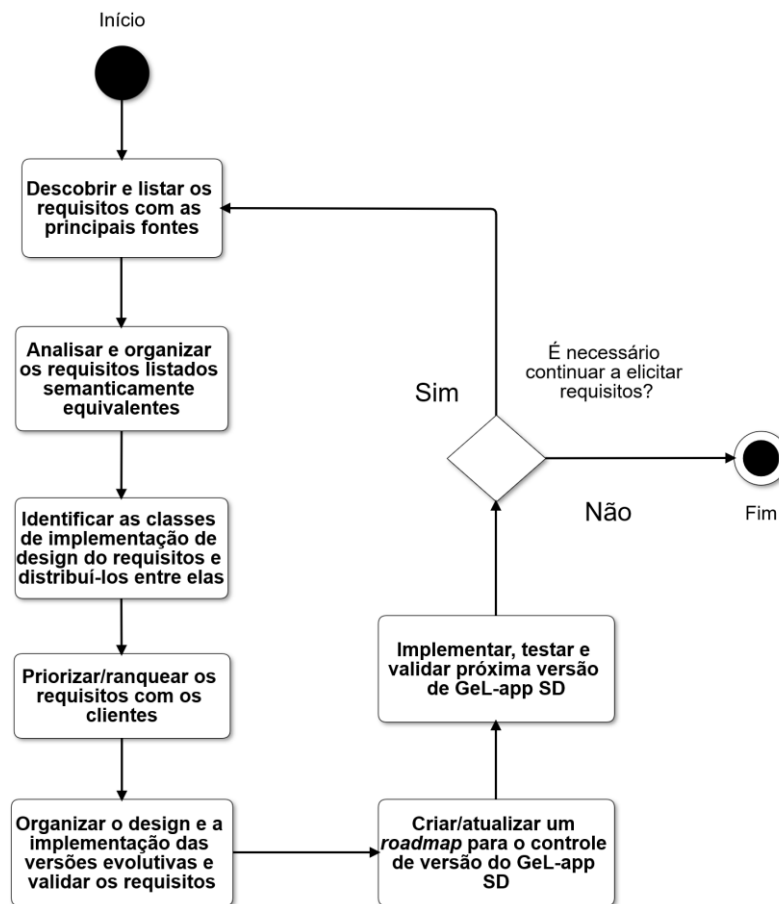 Início
Descobrir e listar os
requisitos com as
principais fontes
Analisar e organizar
os requisitos listados
semanticamente
equivalentes
Identificar as classes
de implementação de
design do requisitos e
distribuí-los entre elas
Priorizar/ranquear os
requisitos com os
clientes
Organizar o design e a
implementação das
versões evolutivas e
validar os requisitos
Criar/atualizar um
roadmap para o controle
de versão do GeL-app
SD
Implementar, testar e
validar próxima versão
de GeL-app SD
É necessário
continuar a elicitar
requisitos?
Sim
Não
Fim